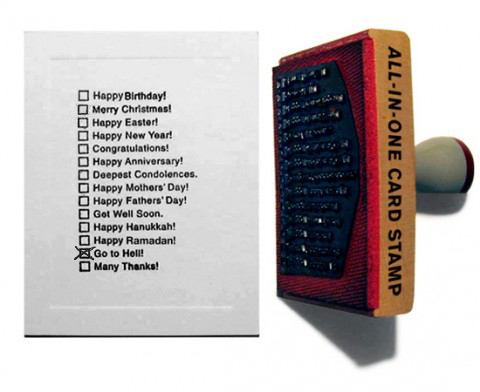 Happy Birthday!
Merry Christmas!
Happy Easter!
Happy New Year!
Congratulations!
Happy Anniversary!
Deepest Condolences.
Happy Mothers' Day!
Happy Fathers' Day!
Get Well Soon.
Happy Hanukkah!
Happy Ramadan!
Go to Hell!
Many Thanks!
ALL-IN-ONE CARD STAMP